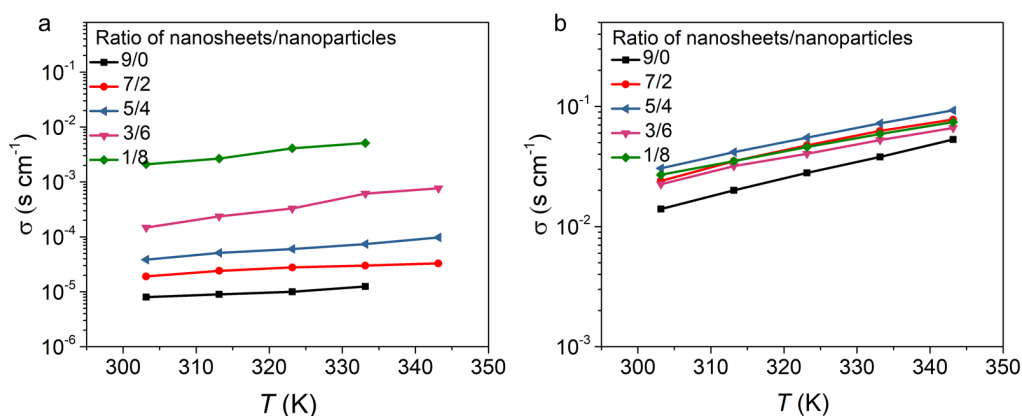 a
Ratio of nanosheets/nanoparticles
9/0
7/2
5/4
3/6
1/8
10⁻¹
10⁻²
10⁻³
10⁻⁴
10⁻⁵
10⁻⁶
σ (s cm⁻¹)
300 310 320 330 340 350
T (K)
b
Ratio of nanosheets/nanoparticles
9/0
7/2
5/4
3/6
1/8
10⁻¹
10⁻²
10⁻³
σ (s cm⁻¹)
300 310 320 330 340 350
T (K)